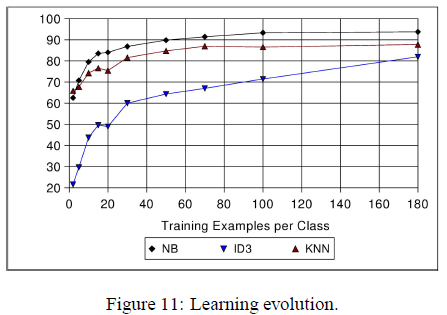 100
90
80
70
60
50
40
30
20
0 20 40 60 80 100 120 140 160 180
Training Examples per Class
NB ID3 KNN
Figure 11: Learning evolution.